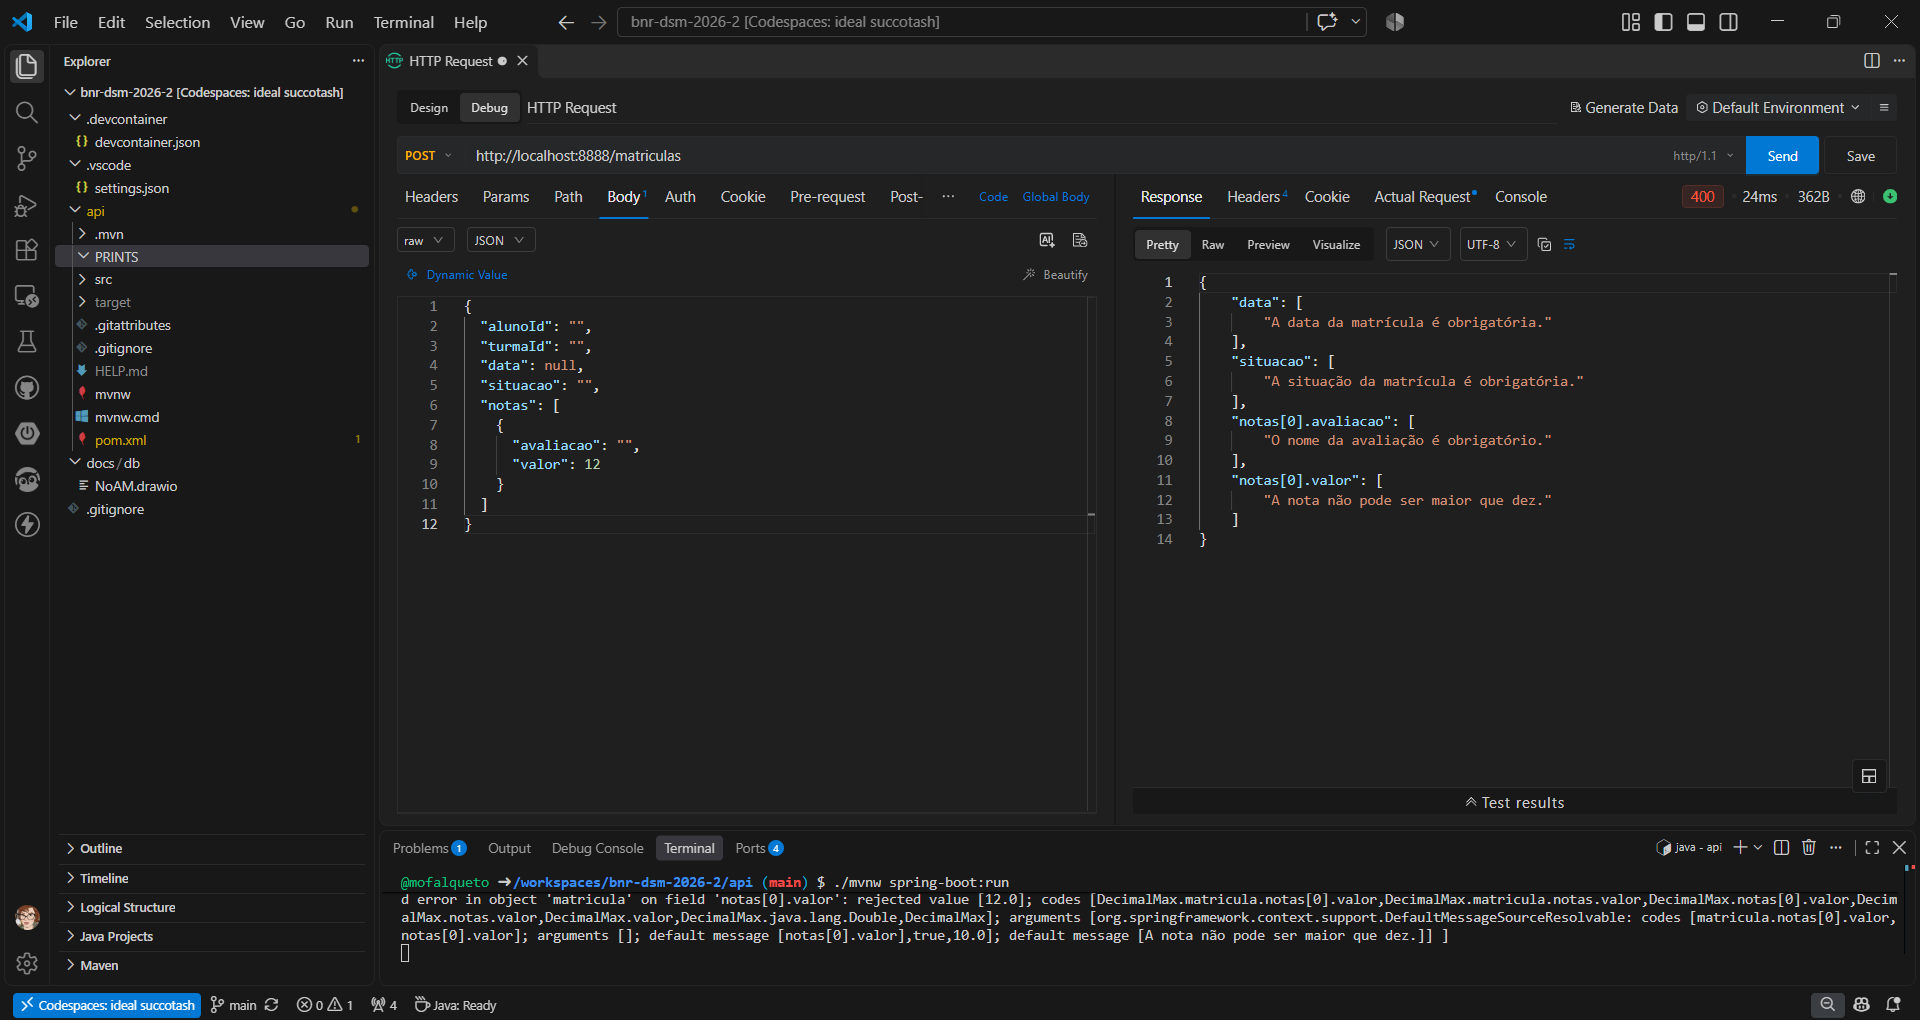 File Edit Selection View Go Run Terminal Help
bnr-dsm-2026-2 [Codespaces: ideal succotash]
Explorer
bnr-dsm-2026-2 [Codespaces: ideal succotash]
.devcontainer
devcontainer.json
.vscode
settings.json
api
.mvn
PRINTS
src
target
.gitattributes
.gitignore
HELP.md
mvnw
mvnw.cmd
pom.xml 1
docs / db
NoAM.drawio
.gitignore
Outline
Timeline
Logical Structure
Java Projects
Maven
HTTP HTTP Request
Design Debug HTTP Request
Generate Data Default Environment
POST http://localhost:8888/matriculas http/1.1 Send Save
Headers Params Path Body 1 Auth Cookie Pre-request Post- ... Code Global Body
raw JSON
Dynamic Value Beautify
1 {
2 "alunoId": "",
3 "turmaId": "",
4 "data": null,
5 "situacao": "",
6 "notas": [
7 {
8 "avaliacao": "",
9 "valor": 12
10 }
11 ]
12 }
Response Headers 4 Cookie Actual Request Console 400 24ms 362B
Pretty Raw Preview Visualize JSON UTF-8
1 {
2 "data": [
3 "A data da matrícula é obrigatória."
4 ],
5 "situacao": [
6 "A situação da matrícula é obrigatória."
7 ],
8 "notas[0].avaliacao": [
9 "O nome da avaliação é obrigatório."
10 ],
11 "notas[0].valor": [
12 "A nota não pode ser maior que dez."
13 ]
14 }
Test results
Problems 1 Output Debug Console Terminal Ports 4
java - api
@mofalqueto ➜/workspaces/bnr-dsm-2026-2/api (main) $ ./mvnw spring-boot:run
d error in object 'matricula' on field 'notas[0].valor': rejected value [12.0]; codes [DecimalMax.matricula.notas[0].valor,DecimalMax.matricula.notas.valor,DecimalMax.notas[0].valor,Decim
alMax.notas.valor,DecimalMax.valor,DecimalMax.java.lang.Double,DecimalMax]; arguments [org.springframework.context.support.DefaultMessageSourceResolvable: codes [matricula.notas[0].valor,
notas[0].valor]; arguments []; default message [notas[0].valor],true,10.0]; default message [A nota não pode ser maior que dez.]] ]
Codespaces: ideal succotash main 0 1 4 Java: Ready